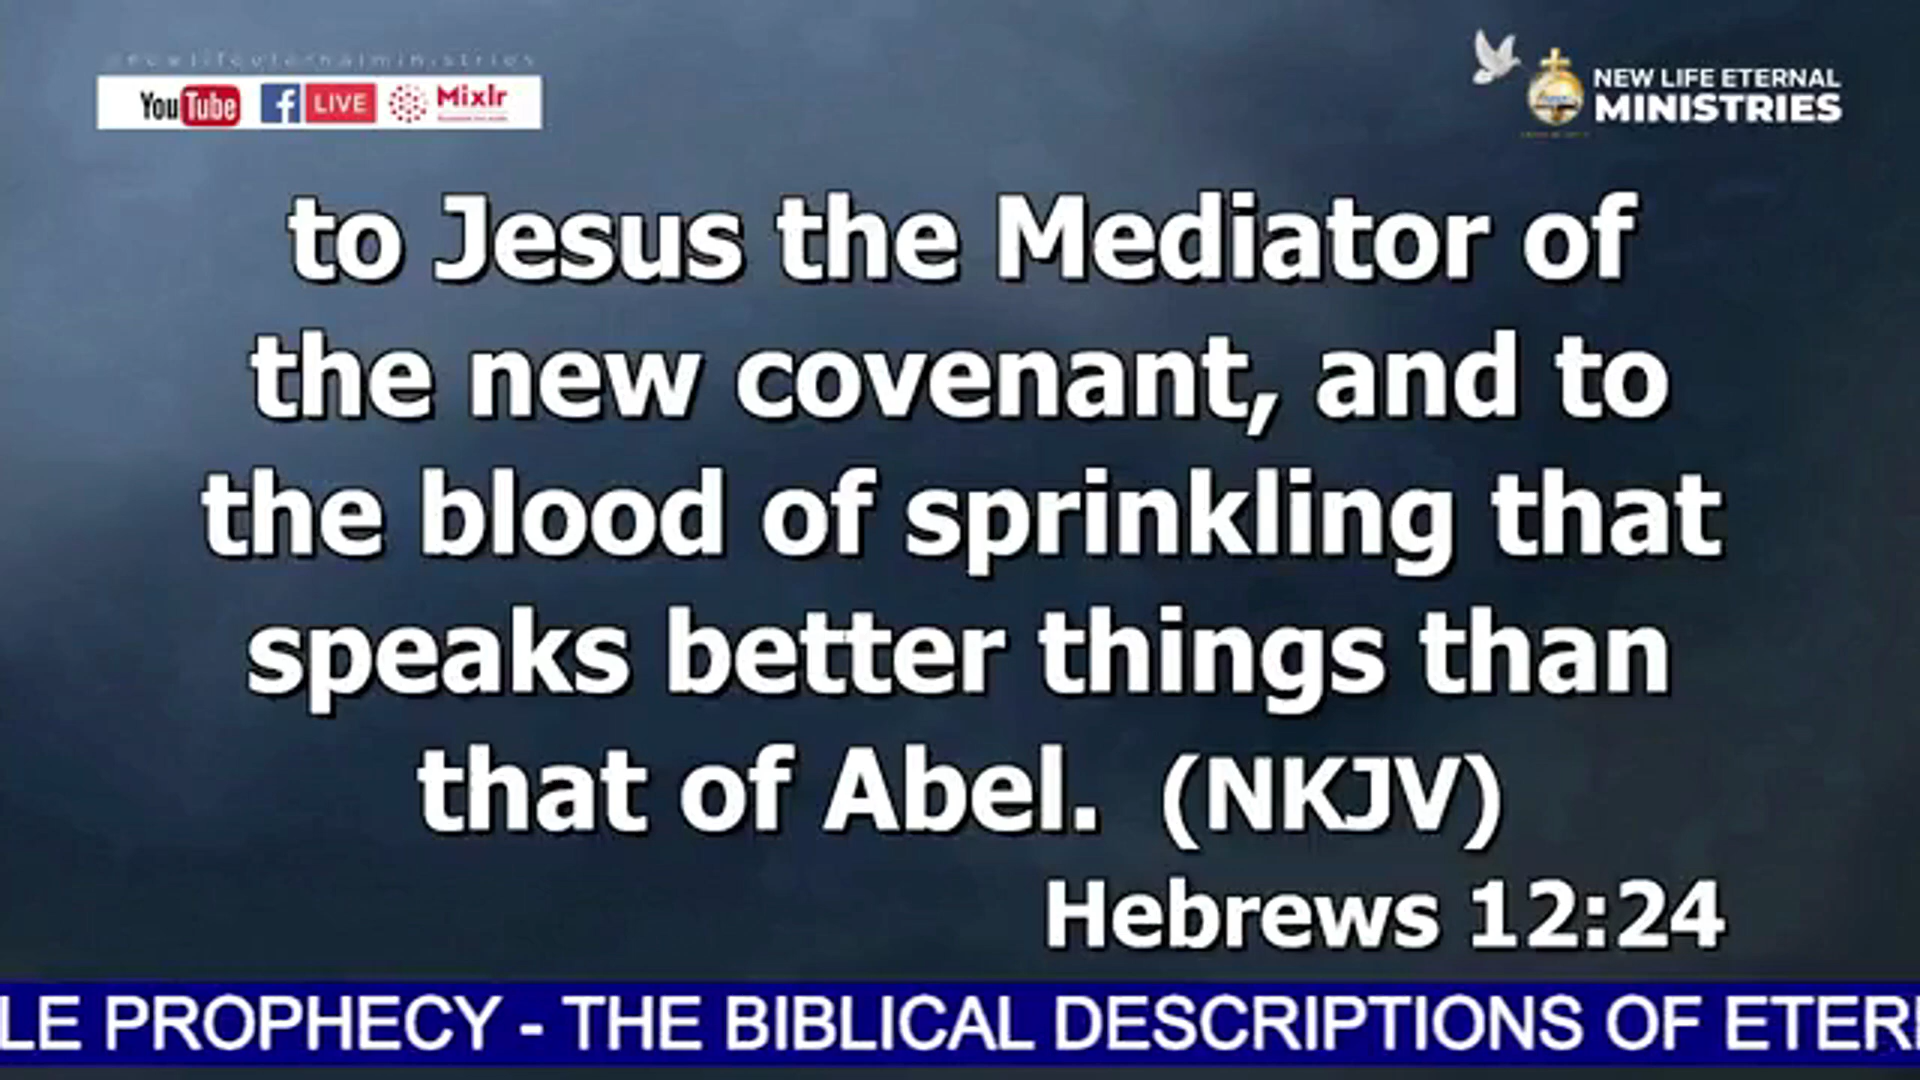 newlifeeternalministries
YouTube f LIVE Mixlr
NEW LIFE ETERNAL
MINISTRIES
to Jesus the Mediator of
the new covenant, and to
the blood of sprinkling that
speaks better things than
that of Abel. (NKJV)
Hebrews 12:24
LE PROPHECY - THE BIBLICAL DESCRIPTIONS OF ETER